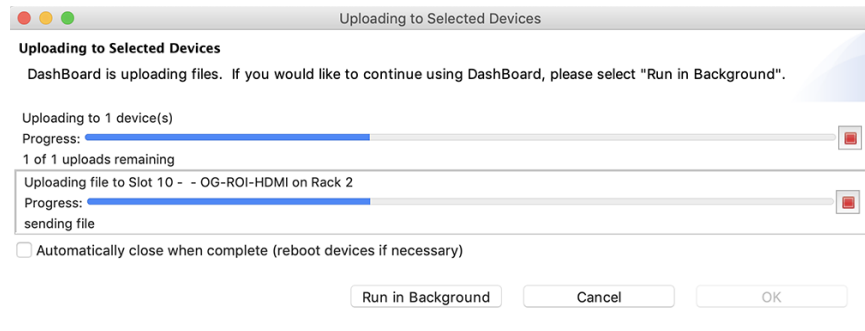 Uploading to Selected Devices
Uploading to Selected Devices
DashBoard is uploading files. If you would like to continue using DashBoard, please select "Run in Background".
Uploading to 1 device(s)
Progress:
1 of 1 uploads remaining
Uploading file to Slot 10 - - OG-ROI-HDMI on Rack 2
Progress:
sending file
Automatically close when complete (reboot devices if necessary)
Run in Background Cancel OK